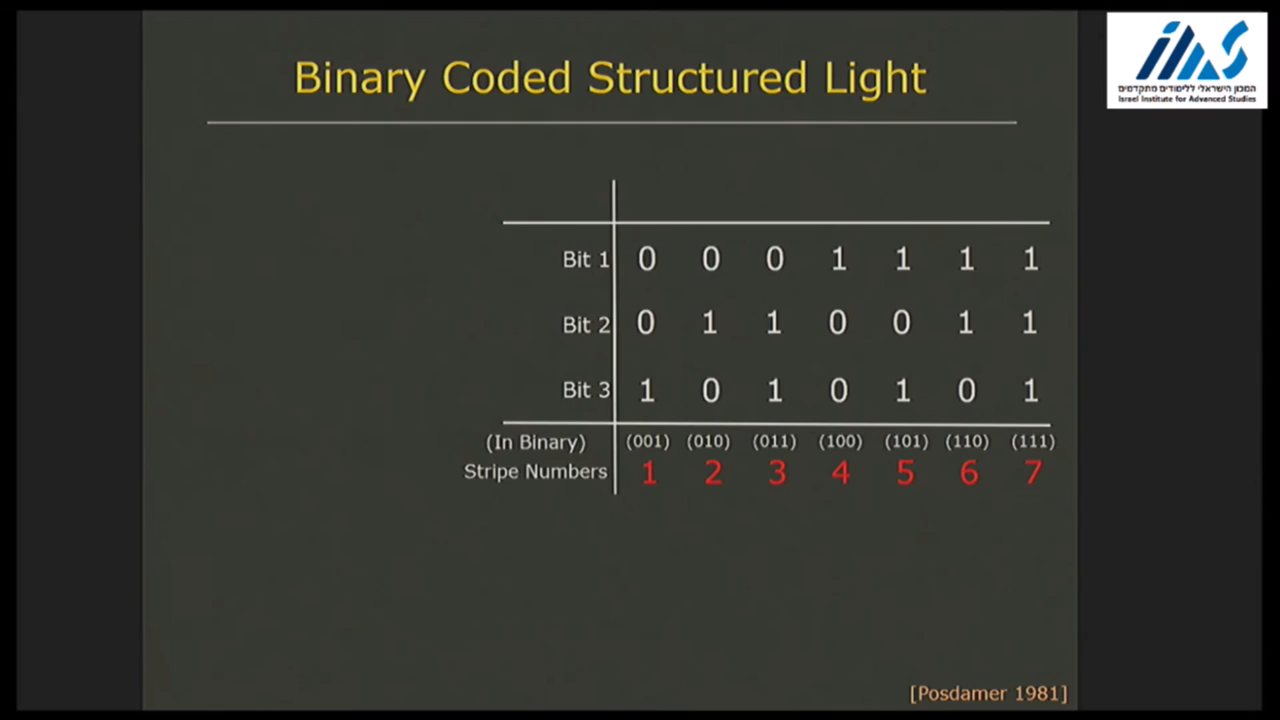 Binary Coded Structured Light
המכון הישראלי ללימודים מתקדמים
Israel Institute for Advanced Studies
Bit 1 0 0 0 1 1 1 1
Bit 2 0 1 1 0 0 1 1
Bit 3 1 0 1 0 1 0 1
(In Binary) (001) (010) (011) (100) (101) (110) (111)
Stripe Numbers 1 2 3 4 5 6 7
[Posdamer 1981]